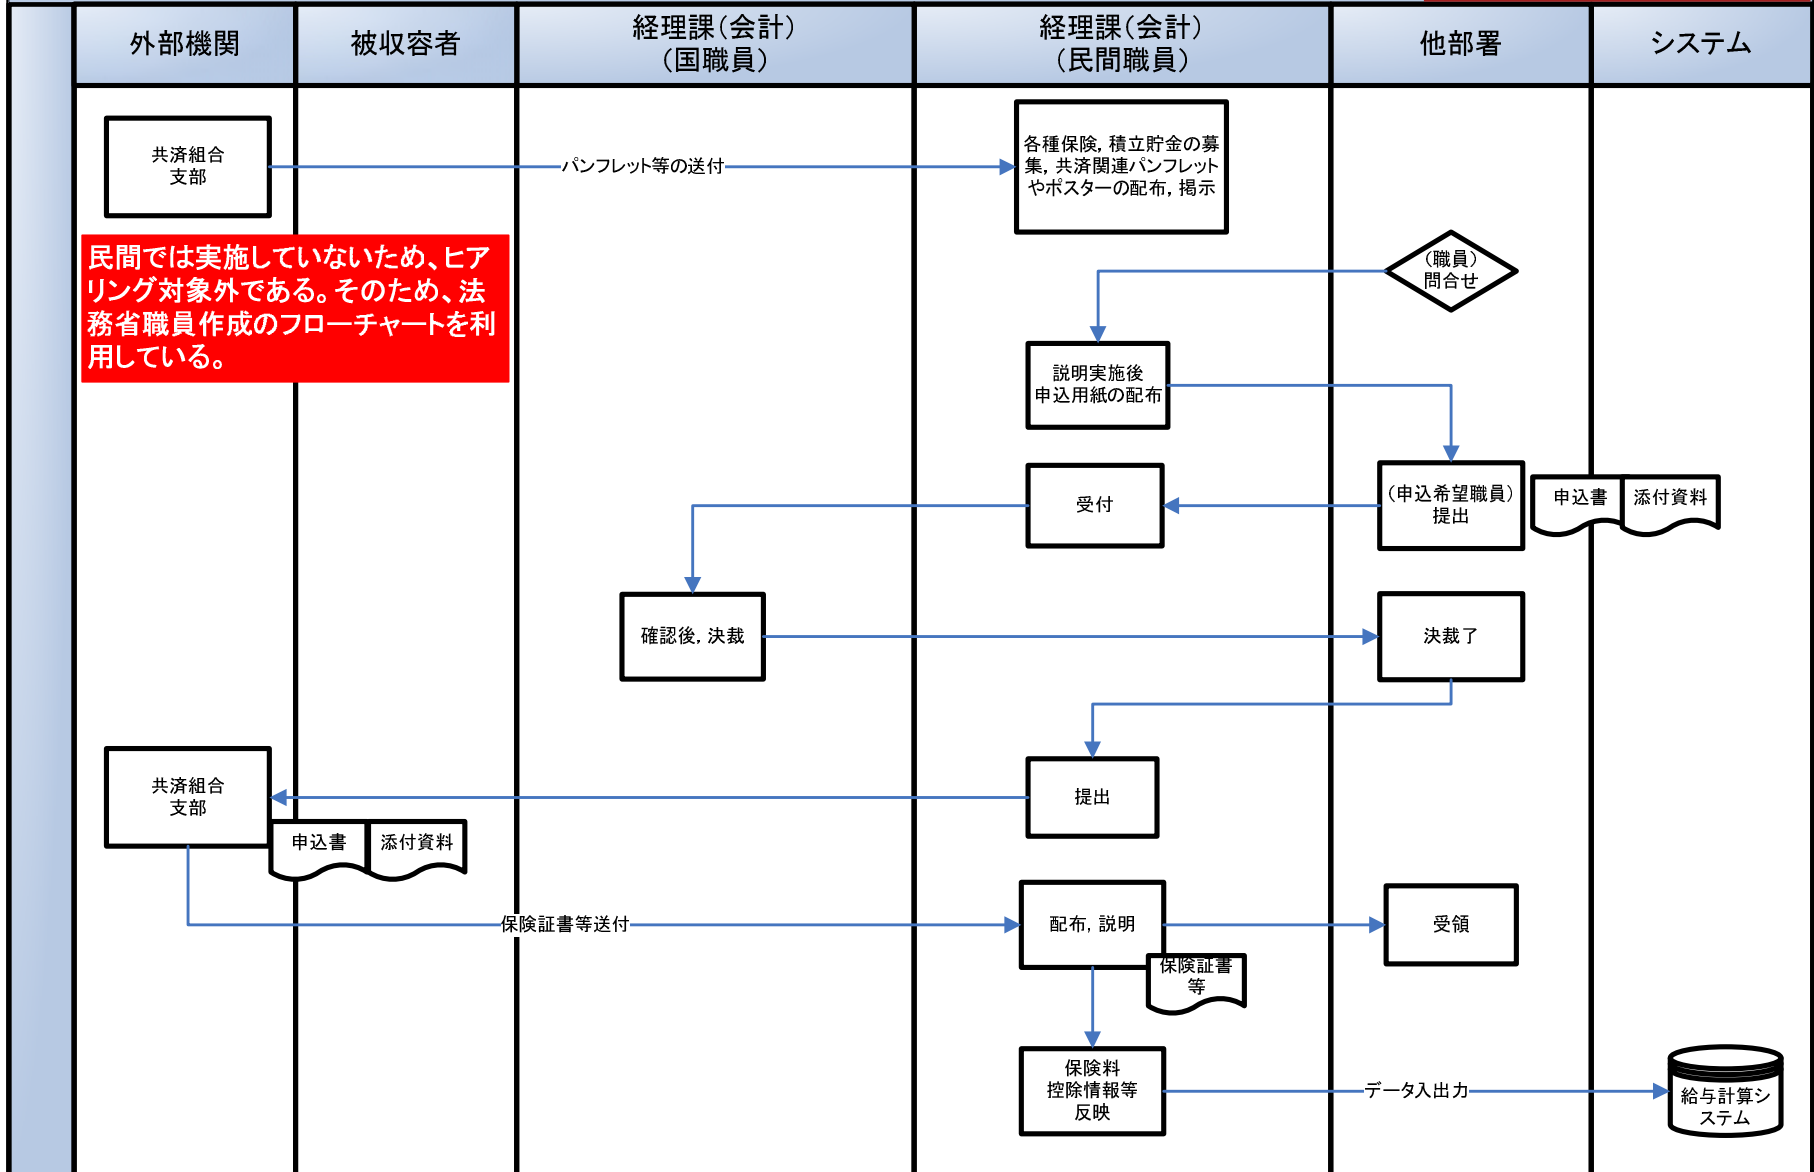 外部機関
被収容者
経理課（会計）
（国職員）
経理課（会計）
（民間職員）
他部署
システム
共済組合
支部
パンフレット等の送付
各種保険，積立貯金の募
集，共済関連パンフレット
やポスターの配布，掲示
民間では実施していないため、ヒア
リング対象外である。そのため、法
務省職員作成のフローチャートを利
用している。
（職員）
問合せ
説明実施後
申込用紙の配布
受付
（申込希望職員）
提出
申込書
添付資料
確認後，決裁
決裁了
共済組合
支部
提出
申込書
添付資料
保険証書等送付
配布，説明
受領
保険証書
等
保険料
控除情報等
反映
データ入出力
給与計算シ
ステム